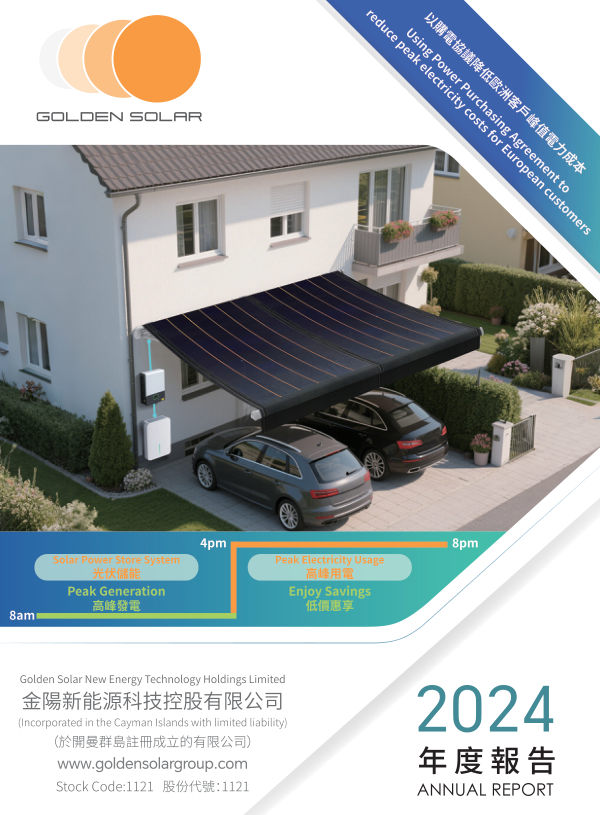 GOLDEN SOLAR
以購電協議降低歐洲客戶峰值電力成本
Using Power Purchasing Agreement to
reduce peak electricity costs for European customers
4pm
8pm
Solar Power Store System
光伏儲能
Peak Electricity Usage
高峰用電
Peak Generation
高峰發電
Enjoy Savings
低價惠享
8am
Golden Solar New Energy Technology Holdings Limited
金陽新能源科技控股有限公司
(Incorporated in the Cayman Islands with limited liability)
(於開曼群島註冊成立的有限公司)
www.goldensolargroup.com
Stock Code:1121 股份代號:1121
2024
年度報告
ANNUAL REPORT